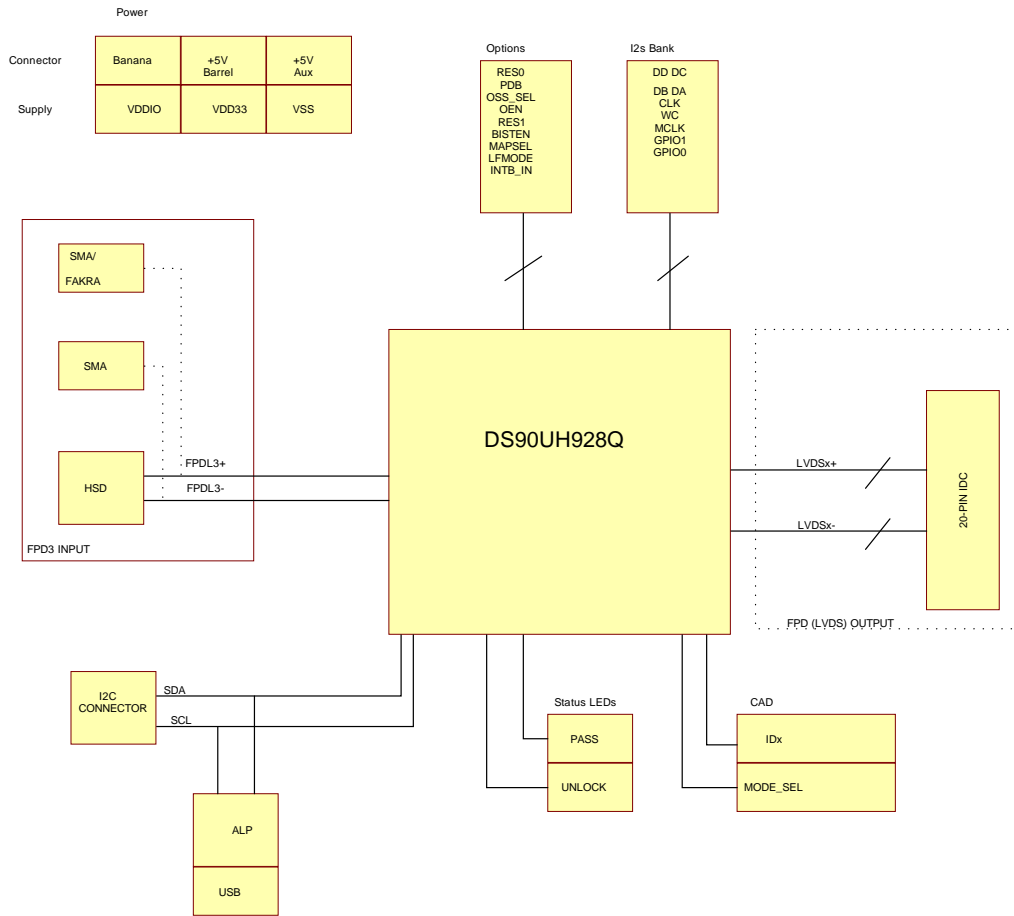 Power
Connector
Banana
+5V
Barrel
+5V
Aux
Supply
VDDIO
VDD33
VSS
Options
RES0
PDB
OSS_SEL
OEN
RES1
BISTEN
MAPSEL
LFMODE
INTB_IN
I2s Bank
DD DC
DB DA
CLK
WC
MCLK
GPIO1
GPIO0
SMA/
FAKRA
SMA
HSD
FPDL3+
FPDL3-
FPD3 INPUT
DS90UH928Q
LVDSx+
LVDSx-
20-PIN IDC
FPD (LVDS) OUTPUT
I2C
CONNECTOR
SDA
SCL
ALP
USB
Status LEDs
PASS
UNLOCK
CAD
IDx
MODE_SEL